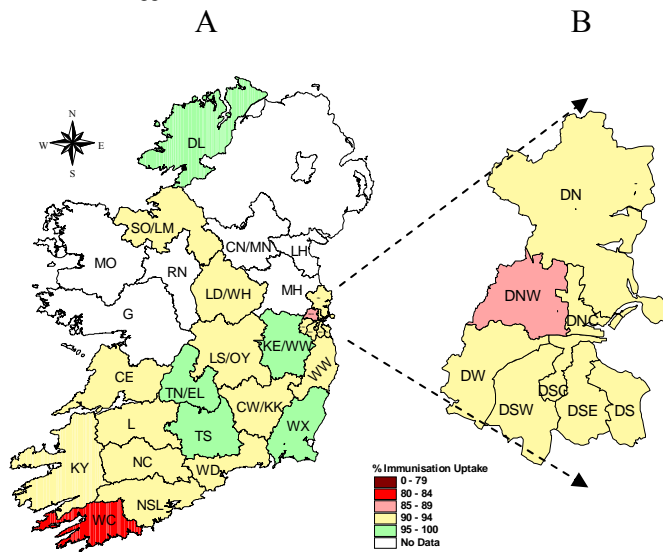 A
B
N
W E
S
DL
SO/LM
CN/MN
LH
MO
RN
MH
LD/WH
G
KE/WW
LS/OY
WW
CE
TN/EL
CW/KK
L
TS
WX
KY
NC
WD
NSL
WC
DN
DNW
DNC
DW
DSC
DSW
DSE
DS
% Immunisation Uptake
0 - 79
80 - 84
85 - 89
90 - 94
95 - 100
No Data